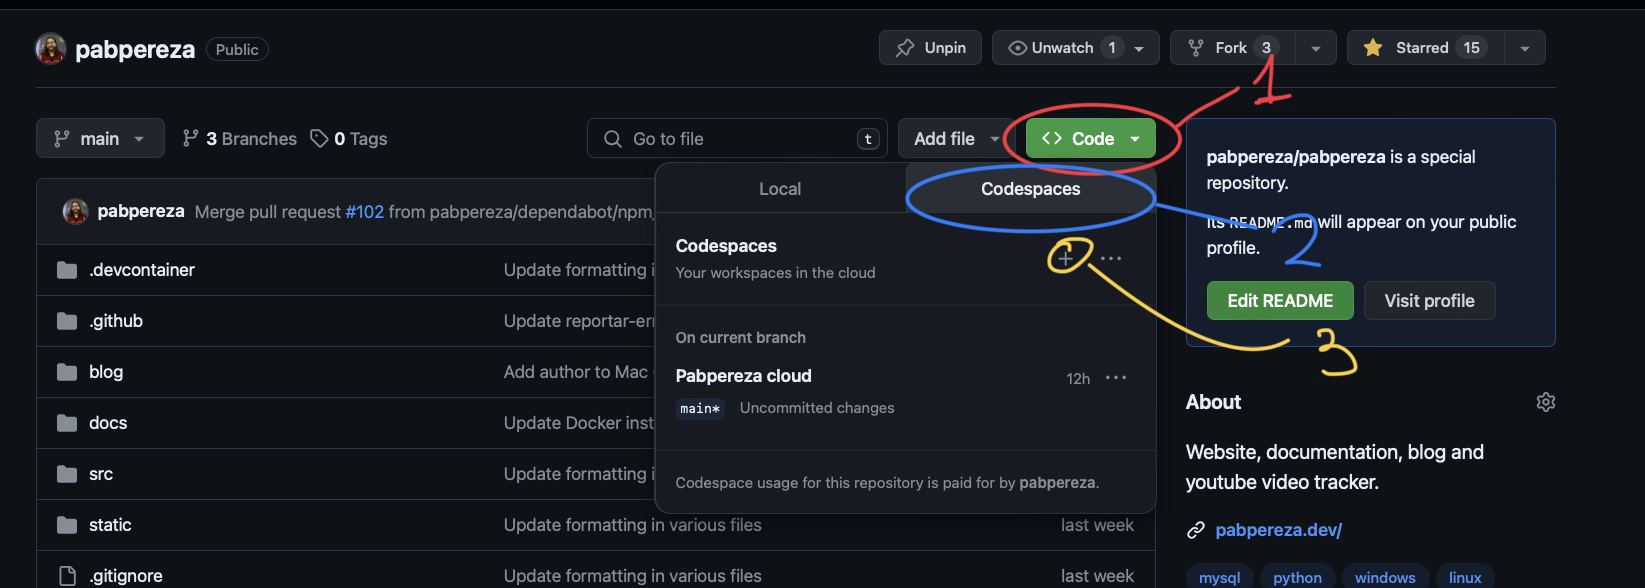 pabpereza Public
Unpin
Unwatch 1
Fork 3
Starred 15
1
main
3 Branches
0 Tags
Go to file t
Add file
Code
Local
Codespaces
pabpereza Merge pull request #102 from pabpereza/dependabot/npm_
.devcontainer Update formatting i
.github Update reportar-er
blog Add author to Mac
docs Update Docker inst
src Update formatting i
static Update formatting in various files last week
.gitignore Update formatting in various files last week
Codespaces
Your workspaces in the cloud
On current branch
Pabpereza cloud 12h
main* Uncommitted changes
Codespace usage for this repository is paid for by pabpereza.
pabpereza/pabpereza is a special
repository.
Its README.md will appear on your public
profile.
2
Edit README
Visit profile
3
About
Website, documentation, blog and
youtube video tracker.
pabpereza.dev/
mysql python windows linux